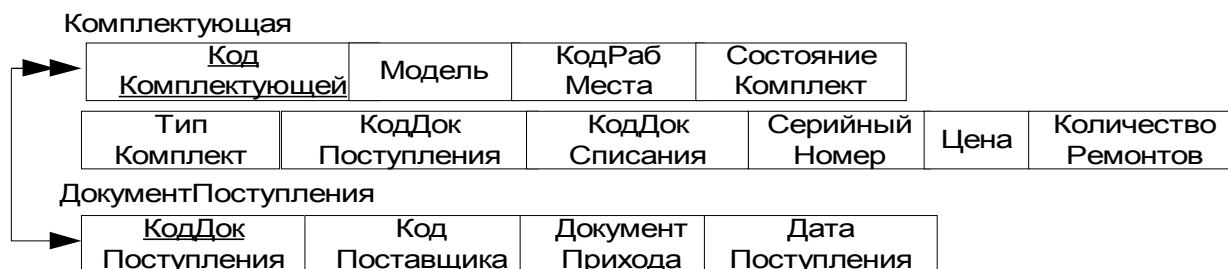 Комплектующая
Код Модель КодРаб Состояние
Комплектующей Места Комплект
Тип КодДок КодДок Серийный Цена Количество
Комплект Поступления Списания Номер Ремонтов
ДокументПоступления
КодДок Код Документ Дата
Поступления Поставщика Прихода Поступления